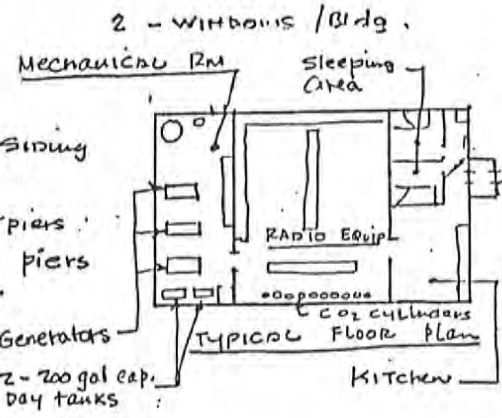 2 - WINDOWS / Bldg.
Mechanical RM
Sleeping
Area
Siding
piers
piers
RADIO Equip
Generators
CO2 CYLINDERS
TYPICAL FLOOR Plan
2 - 200 gal cap.
Day tanks
Kitchen